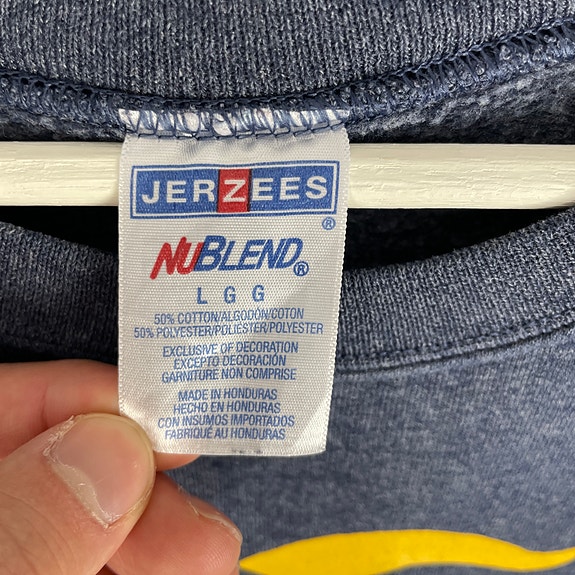 JERZEES
®
NUBLEND®
L G G
50% COTTON/ALGODÓN/COTON
50% POLYESTER/POLIÉSTER/POLYESTER
EXCLUSIVE OF DECORATION
EXCEPTO DECORACIÓN
GARNITURE NON COMPRISE
MADE IN HONDURAS
HECHO EN HONDURAS
CON INSUMOS IMPORTADOS
FABRIQUÉ AU HONDURAS